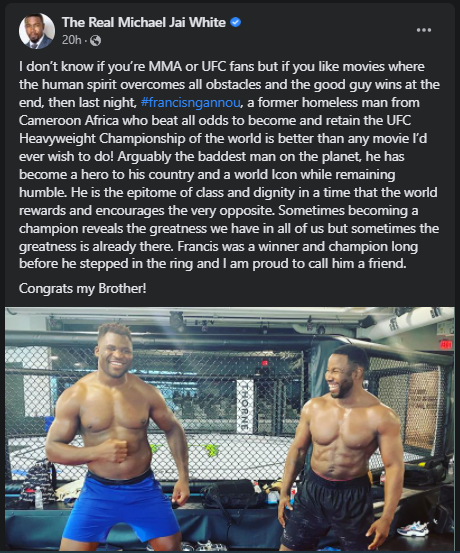 The Real Michael Jai White
20h ·
I don't know if you're MMA or UFC fans but if you like movies where
the human spirit overcomes all obstacles and the good guy wins at the
end, then last night, #francisngannou, a former homeless man from
Cameroon Africa who beat all odds to become and retain the UFC
Heavyweight Championship of the world is better than any movie I'd
ever wish to do! Arguably the baddest man on the planet, he has
become a hero to his country and a world Icon while remaining
humble. He is the epitome of class and dignity in a time that the world
rewards and encourages the very opposite. Sometimes becoming a
champion reveals the greatness we have in all of us but sometimes the
greatness is already there. Francis was a winner and champion long
before he stepped in the ring and I am proud to call him a friend.
Congrats my Brother!
THORNE